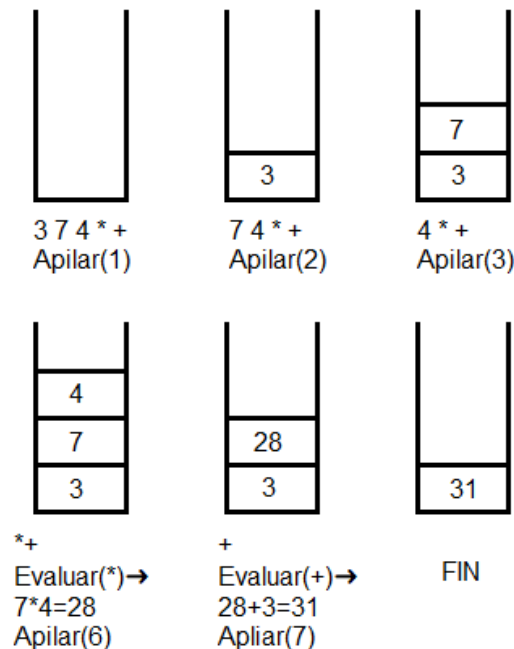 3
7
3
3 7 4 * +
Apilar(1)
7 4 * +
Apilar(2)
4 * +
Apilar(3)
4
7
3
28
3
31
*+
Evaluar(*)➔
7*4=28
Apilar(6)
+
Evaluar(+)➔
28+3=31
Apliar(7)
FIN